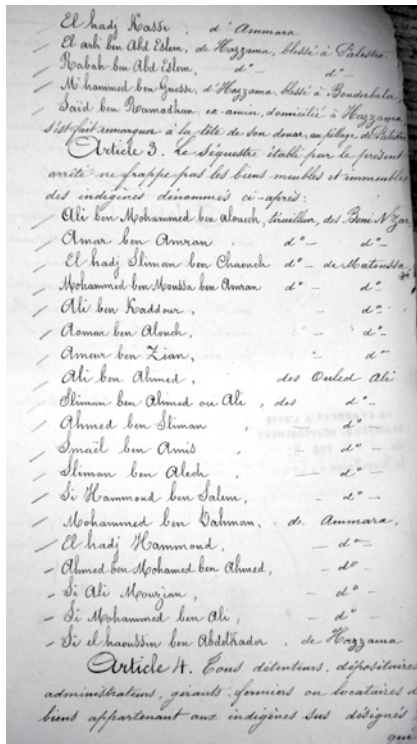 El hadj Kassi, d'Ammara
El arbi ben Abd Eslem, de Hazzama, blessé à Palestro
Rabah ben Abd Eslem, d° — d° —
M'hammed ben Guessi, d'Hazzama, blessé à Bouderbala,
Saïd ben Ramadhan, ex-amin, domicilié à Hazzama
s'est fait remarquer à la tête de son douar, au pillage de Palestro
Article 3. Le séquestre établi par le présent
arrêté ne frappe pas les biens meubles et immeubles
des indigènes dénommés ci-après:
Ali ben Mohammed ben Alouech, tirailleur, des Beni N'Zar
Amar ben Amran, d° — d° —
El hadj Sliman ben Chaouch d° — de Matoussa
Mohammed ben Moussa ben Amran d° — d° —
Ali ben Kaddour, — d° —
Aomar ben Alouch, — d° —
Ameur ben Zian, " d° —
Ali ben Ahmed, des Ouled Ali
Sliman ben Ahmed ou Ali, des d° —
Ahmed ben Sliman, — d° —
Smaël ben Amis — d° —
Sliman ben Alech, — d° —
Si Hammond ben Salem, — d° —
Mohammed ben Dahman, de Ammara,
El hadj Hammond, — d° —
Ahmed ben Mohamed ben Ahmed, — d° —
Si Ali Mouzian, — d° —
Si Mohammed ben Ali, — d° —
Si el haoussin ben Abdelkader, de Hazzama
Article 4. Tous détenteurs, dépositaires
administrateurs, gérants, fermiers ou locataires d
biens appartenant aux indigènes sus désignés
que